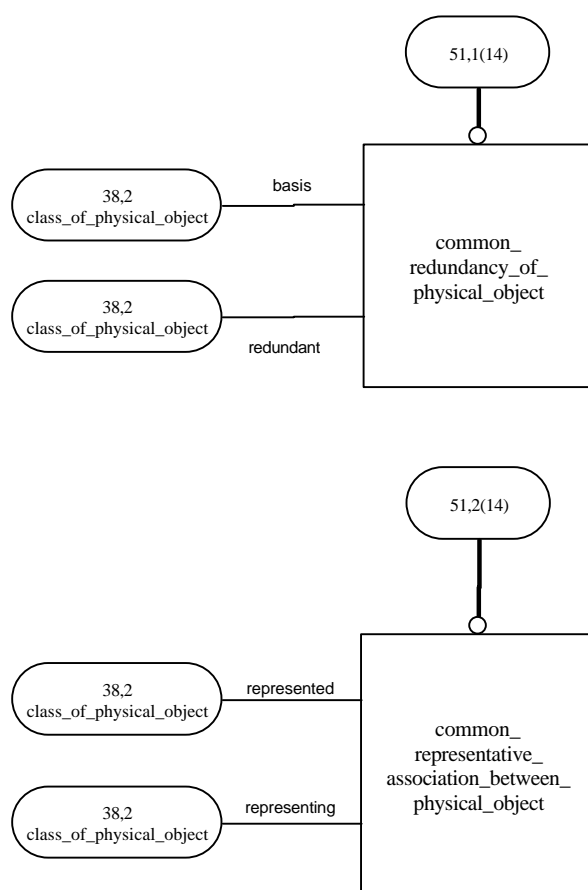 51,1(14)
38,2
class_of_physical_object
basis
common_
redundancy_of_
physical_object
38,2
class_of_physical_object
redundant
51,2(14)
38,2
class_of_physical_object
represented
common_
representative_
association_between_
physical_object
38,2
class_of_physical_object
representing